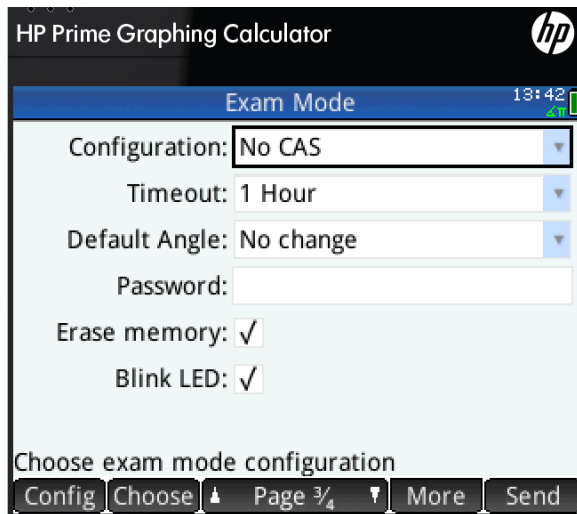 HP Prime Graphing Calculator
hp
Exam Mode 13:42
∡π
Configuration: No CAS
Timeout: 1 Hour
Default Angle: No change
Password:
Erase memory: √
Blink LED: √
Choose exam mode configuration
Config Choose Page ¾ More Send